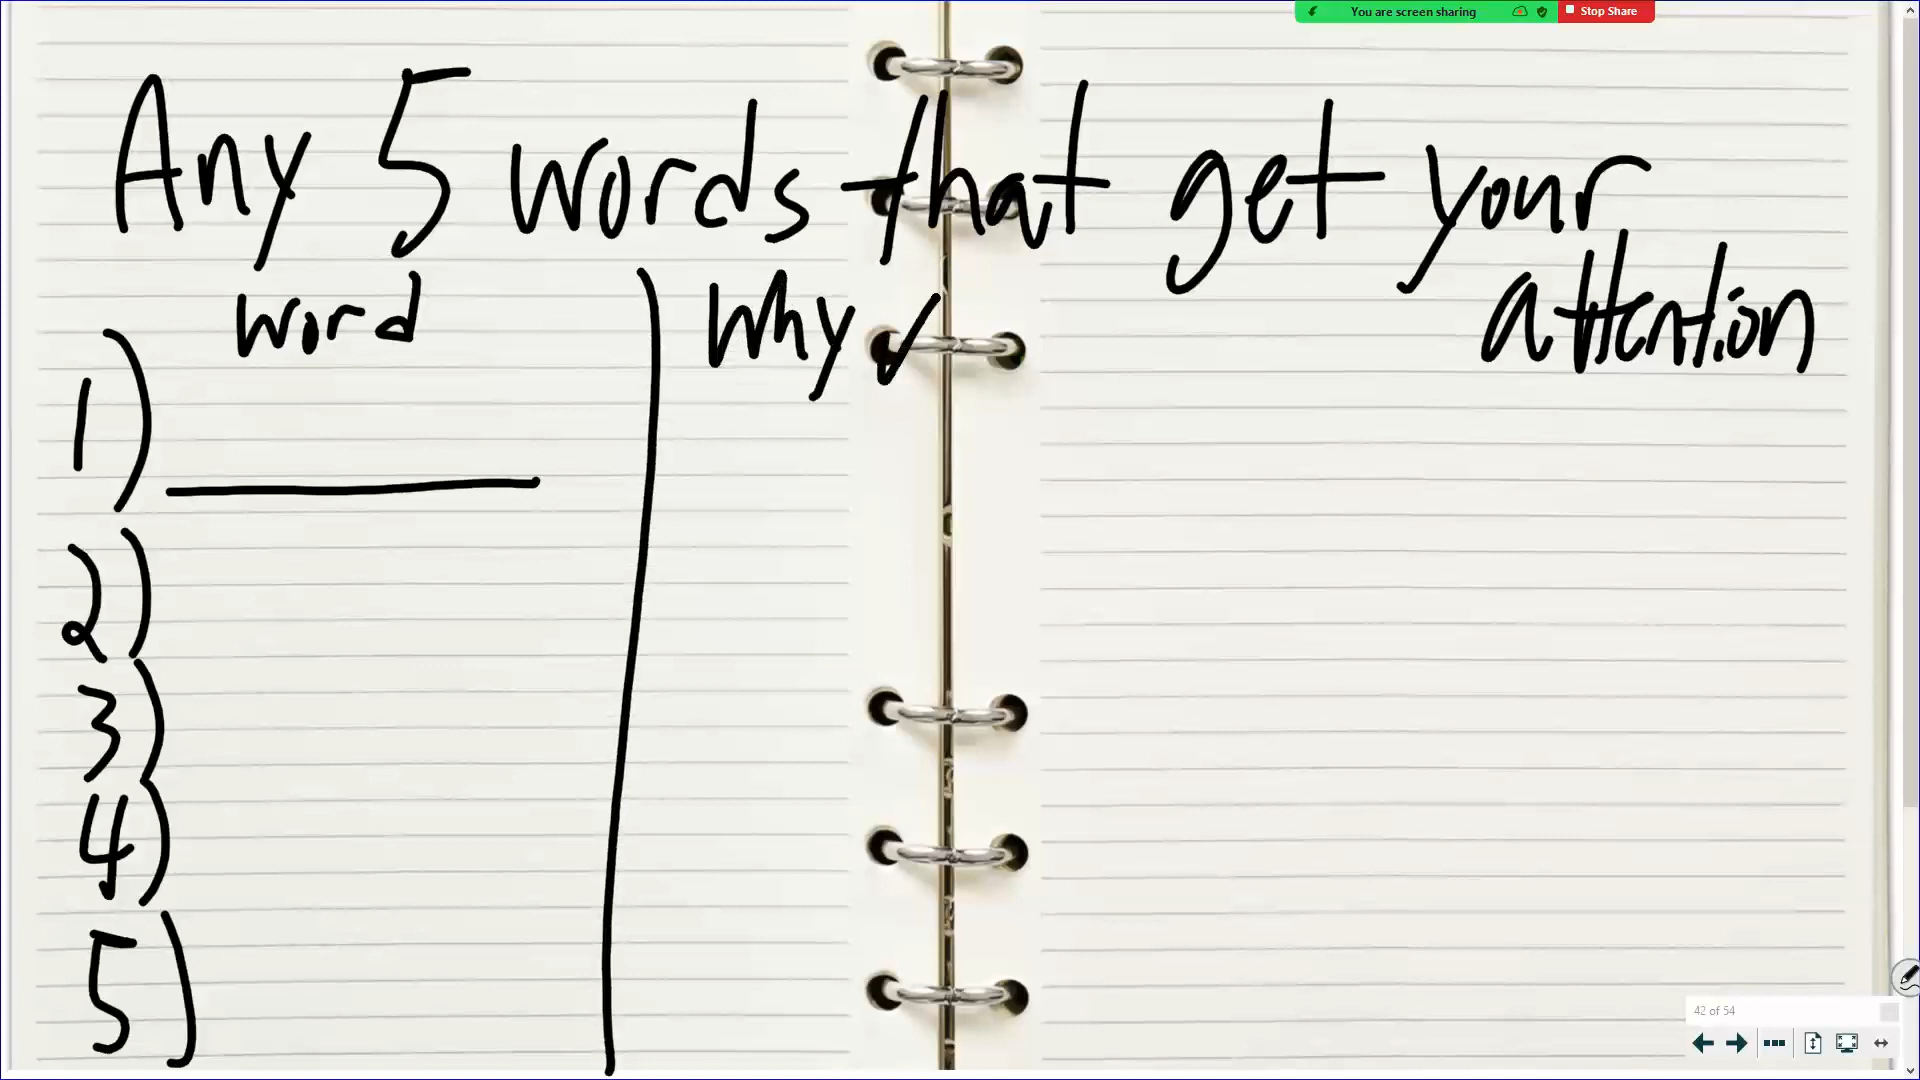 You are screen sharing
Stop Share
Any 5 words that get your
attention
word
Why
1)
2)
3)
4)
5)
42 of 54